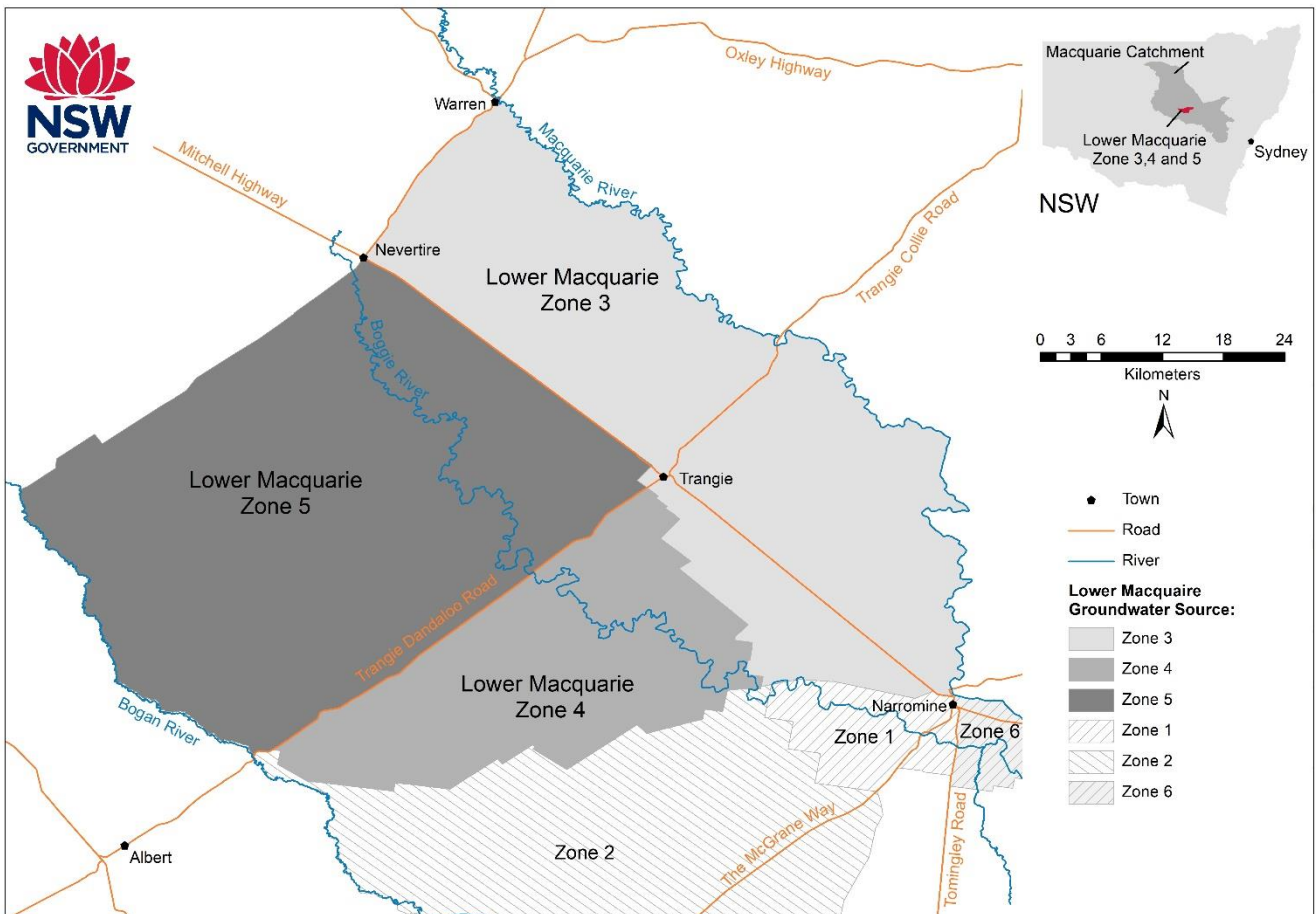 NSW
GOVERNMENT
Oxley Highway
Warren
Macquarie River
Mitchell Highway
Nevertire
Trangie Collie Road
Lower Macquarie
Zone 3
Boggie River
Lower Macquarie
Zone 5
Trangie
Trangie Dandaloo Road
Lower Macquarie
Zone 4
Bogan River
Narromine
Zone 1
Zone 6
The McGrane Way
Tomingley Road
Zone 2
Albert
Macquarie Catchment
Lower Macquarie
Zone 3,4 and 5
Sydney
NSW
0 3 6 12 18 24
Kilometers
N
Town
Road
River
Lower Macquaire
Groundwater Source:
Zone 3
Zone 4
Zone 5
Zone 1
Zone 2
Zone 6